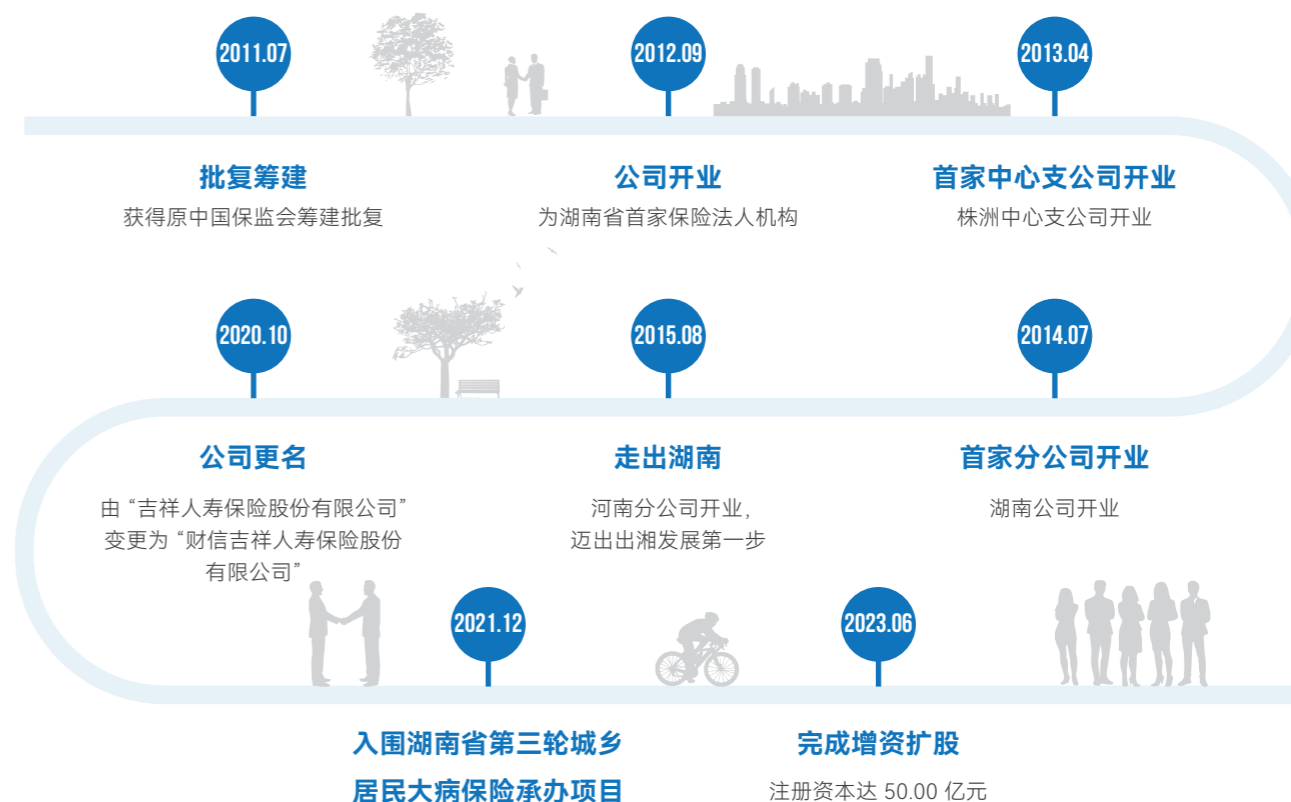 2011.07
2012.09
2013.04
批复筹建
公司开业
首家中心支公司开业
获得原中国保监会筹建批复
为湖南省首家保险法人机构
株洲中心支公司开业
2020.10
2015.08
2014.07
公司更名
走出湖南
首家分公司开业
由 “吉祥人寿保险股份有限公司”
变更为 “财信吉祥人寿保险股份
有限公司”
河南分公司开业，
迈出出湘发展第一步
湖南公司开业
2021.12
2023.06
入围湖南省第三轮城乡
居民大病保险承办项目
完成增资扩股
注册资本达 50.00 亿元